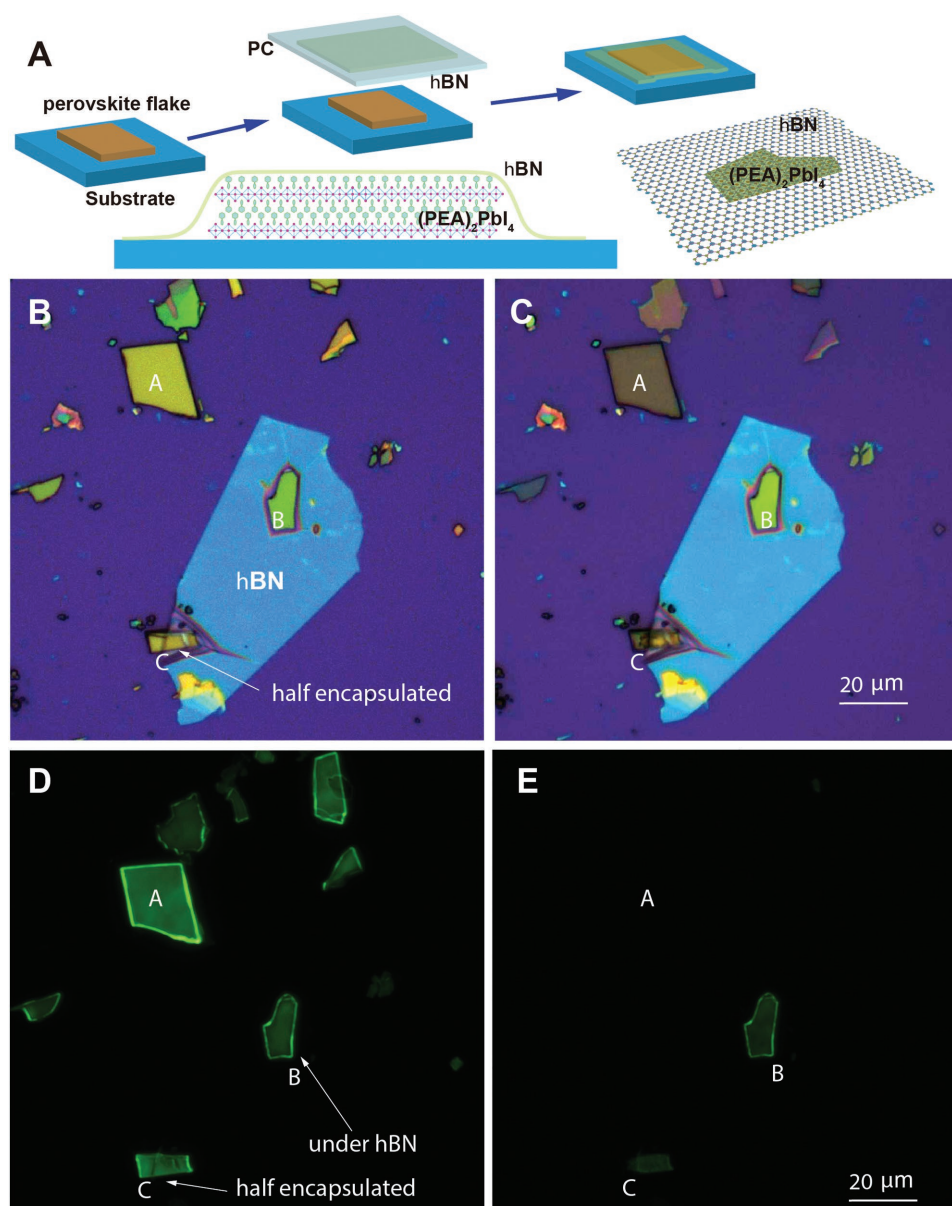 A
PC
hBN
perovskite flake
Substrate
hBN
(PEA)₂PbI₄
hBN
(PEA)₂PbI₄
B
A
B
hBN
C
half encapsulated
C
A
B
C
20 µm
D
A
B
under hBN
C
half encapsulated
E
A
B
C
20 µm